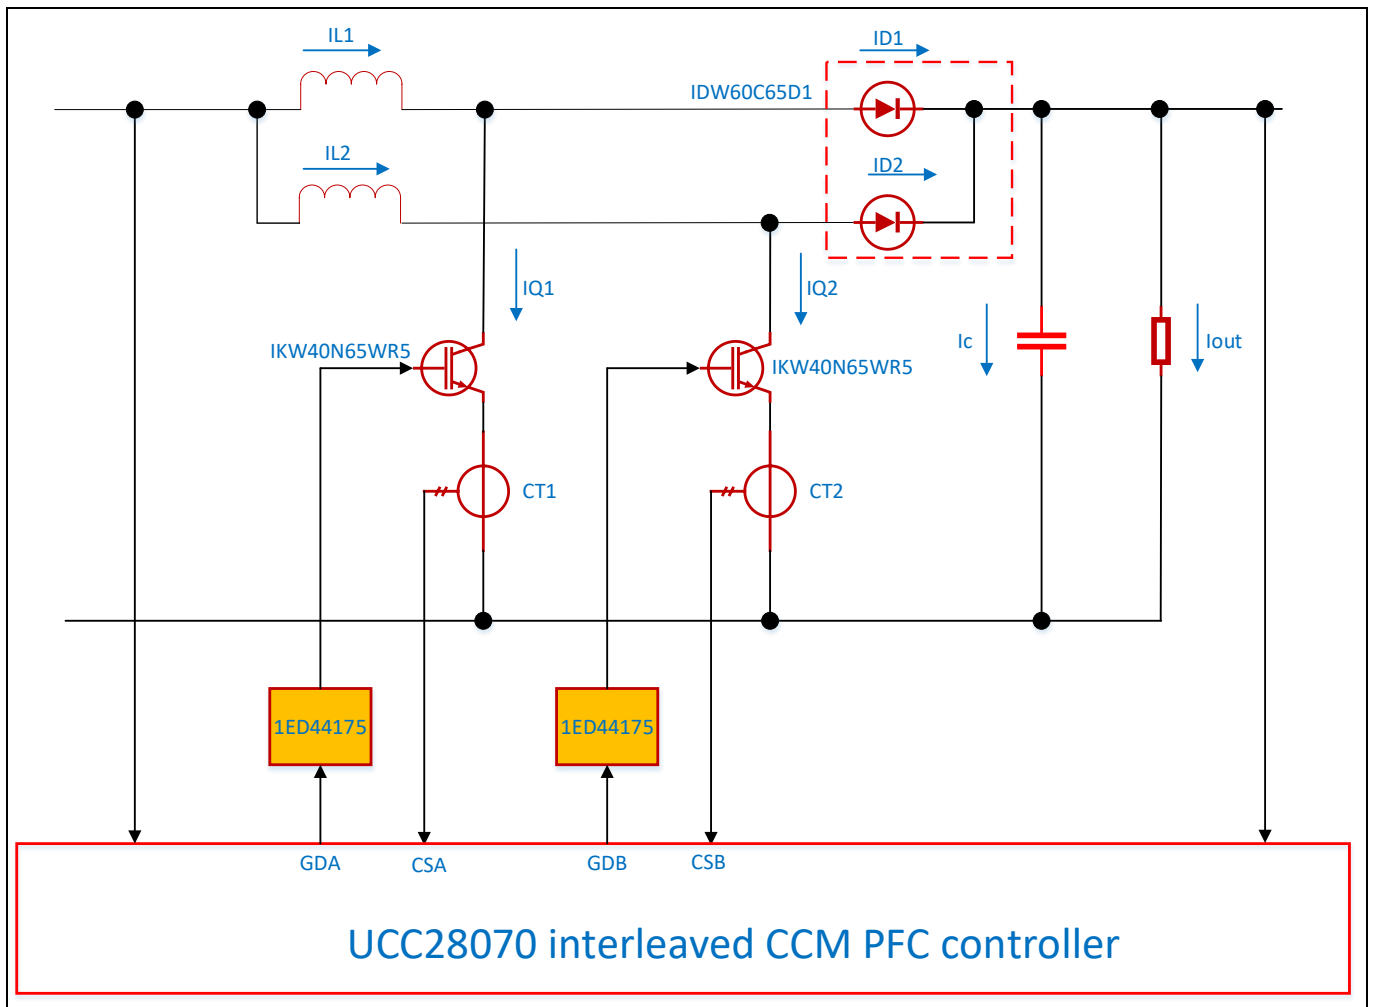 IL1
ID1
IDW60C65D1
IL2
ID2
IQ1
IQ2
Ic
Iout
IKW40N65WR5
IKW40N65WR5
CT1
CT2
1ED44175
1ED44175
GDA
CSA
GDB
CSB
UCC28070 interleaved CCM PFC controller